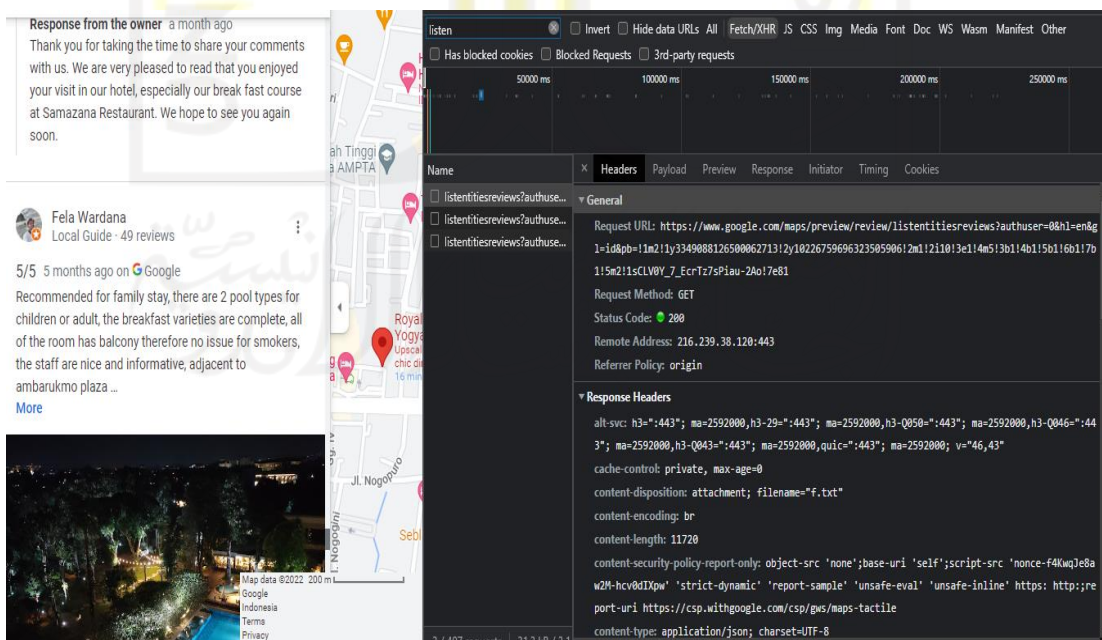 Response from the owner a month ago
Thank you for taking the time to share your comments
with us. We are very pleased to read that you enjoyed
your visit in our hotel, especially our break fast course
at Samazana Restaurant. We hope to see you again
soon.
Fela Wardana
Local Guide · 49 reviews
5/5 5 months ago on Google
Recommended for family stay, there are 2 pool types for
children or adult, the breakfast varieties are complete, all
of the room has balcony therefore no issue for smokers,
the staff are nice and informative, adjacent to
ambarukmo plaza ...
More
ah Tinggi
a AMPTA
Royal
Yogya
Upscal
chic di
16 min
Jl. Nogopuro
Nogogini
Sebl
Map data ©2022 200 m
Google
Indonesia
Terms
Privacy
listen
Invert Hide data URLs All Fetch/XHR JS CSS Img Media Font Doc WS Wasm Manifest Other
Has blocked cookies Blocked Requests 3rd-party requests
50000 ms 100000 ms 150000 ms 200000 ms 250000 ms
Name
listentitiesreviews?authuse...
listentitiesreviews?authuse...
listentitiesreviews?authuse...
× Headers Payload Preview Response Initiator Timing Cookies
General
Request URL: https://www.google.com/maps/preview/review/listentitiesreviews?authuser=0&hl=en&g
l=id&pb=!1m2!1y3349088126500062713!2y10226759696323505906!2m1!2i10!3e1!4m5!3b1!4b1!5b1!6b1!7b
1!5m2!1sCLV0Y_7_EcrTz7sPiau-2Ao!7e81
Request Method: GET
Status Code: 200
Remote Address: 216.239.38.120:443
Referrer Policy: origin
Response Headers
alt-svc: h3=":443"; ma=2592000,h3-29=":443"; ma=2592000,h3-Q050=":443"; ma=2592000,h3-Q046=":44
3"; ma=2592000,h3-Q043=":443"; ma=2592000,quic=":443"; ma=2592000; v="46,43"
cache-control: private, max-age=0
content-disposition: attachment; filename="f.txt"
content-encoding: br
content-length: 11720
content-security-policy-report-only: object-src 'none';base-uri 'self';script-src 'nonce-f4KwqJe8a
w2M-hcv0dIXpw' 'strict-dynamic' 'report-sample' 'unsafe-eval' 'unsafe-inline' https: http:;re
port-uri https://csp.withgoogle.com/csp/gws/maps-tactile
content-type: application/json; charset=UTF-8